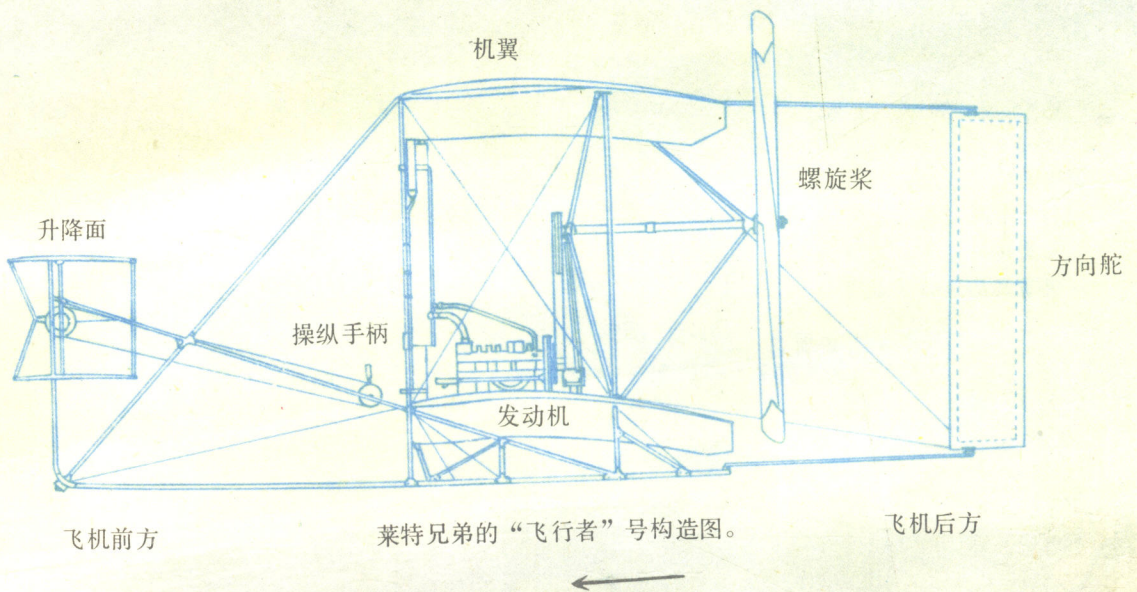 机翼
螺旋桨
升降面
方向舵
操纵手柄
发动机
飞机前方
莱特兄弟的“飞行者”号构造图。
飞机后方